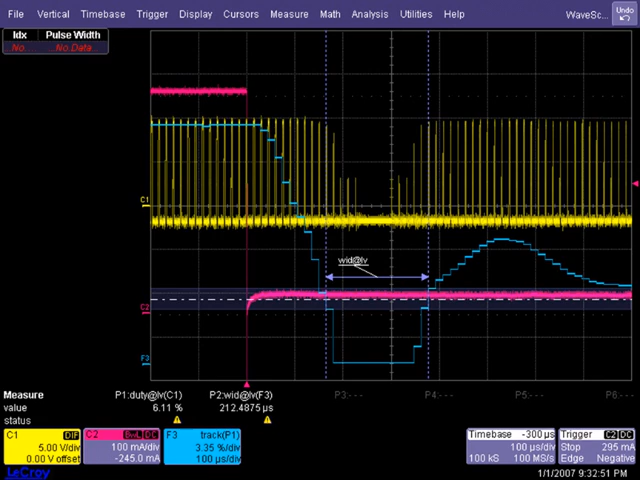 File Vertical Timebase Trigger Display Cursors Measure Math Analysis Utilities Help WaveSc... Undo
Idx Pulse Width
No... ...No Data
C1
wid@lv
C2
F3
Measure P1:duty@lv(C1) P2:wid@lv(F3) P3:--- P4:--- P5:--- P6:---
value 6.11 % 212.4875 µs
status
C1 DIF C2 BwL DC F3 track(P1) Timebase -300 µs Trigger C2 DC
5.00 V/div 100 mA/div 3.35 %/div 100 µs/div Stop 295 mA
0.00 V offset -245.0 mA 100 µs/div 100 kS 100 MS/s Edge Negative
LeCroy 1/1/2007 9:32:51 PM